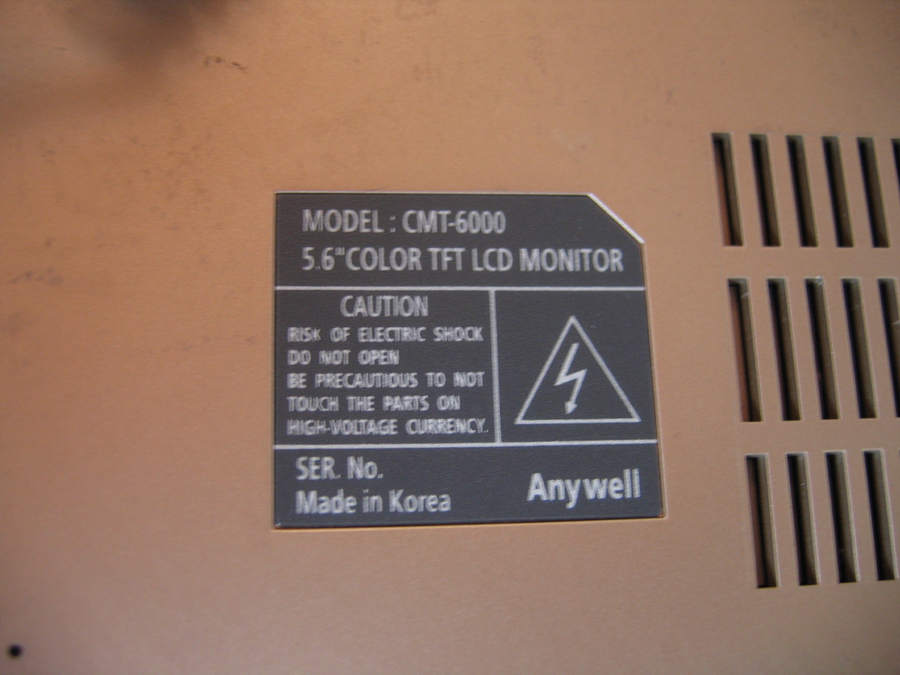 MODEL : CMT-6000
5.6"COLOR TFT LCD MONITOR
CAUTION
RISK OF ELECTRIC SHOCK
DO NOT OPEN
BE PRECAUTIOUS TO NOT
TOUCH THE PARTS ON
HIGH-VOLTAGE CURRENCY.
SER. No.
Made in Korea
Anywell